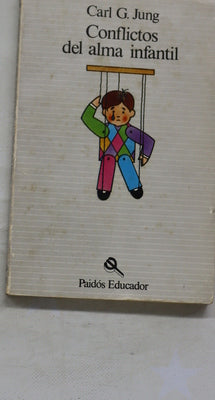 Carl G. Jung
Conflictos
del alma infantil
Paidós Educador